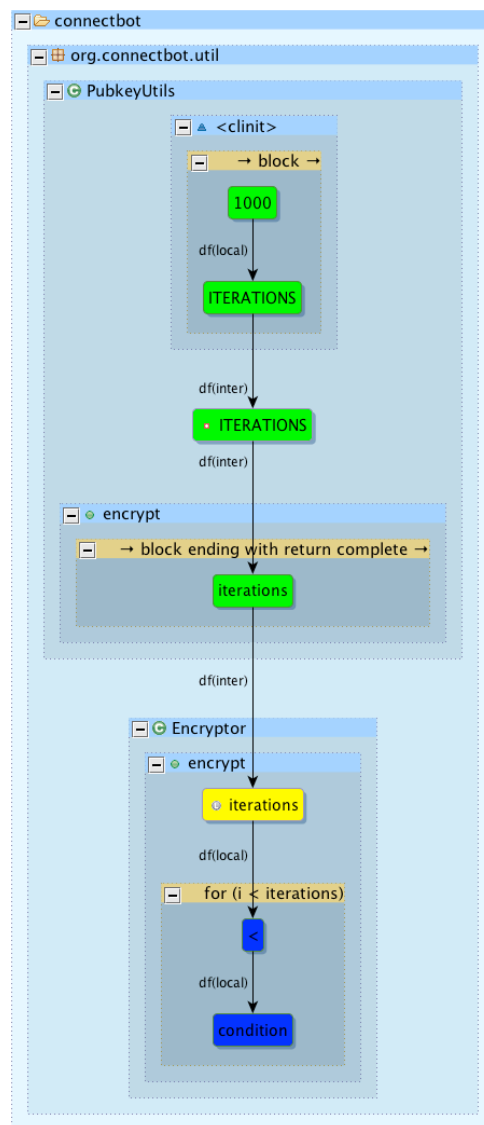 connectbot
org.connectbot.util
PubkeyUtils
<clinit>
→ block →
1000
df(local)
ITERATIONS
df(inter)
ITERATIONS
df(inter)
encrypt
→ block ending with return complete →
iterations
df(inter)
Encryptor
encrypt
iterations
df(local)
for (i < iterations)
<
df(local)
condition